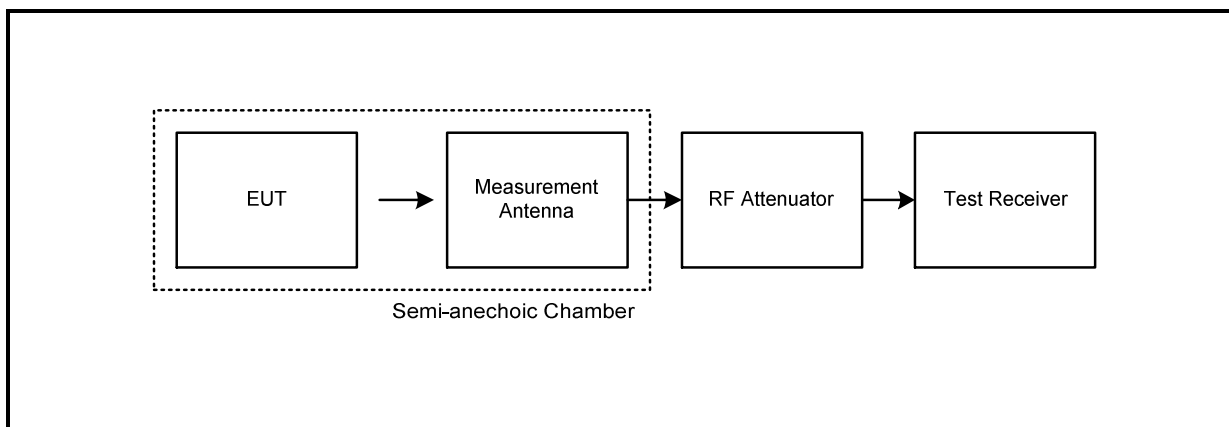 EUT
Measurement
Antenna
RF Attenuator
Test Receiver
Semi-anechoic Chamber